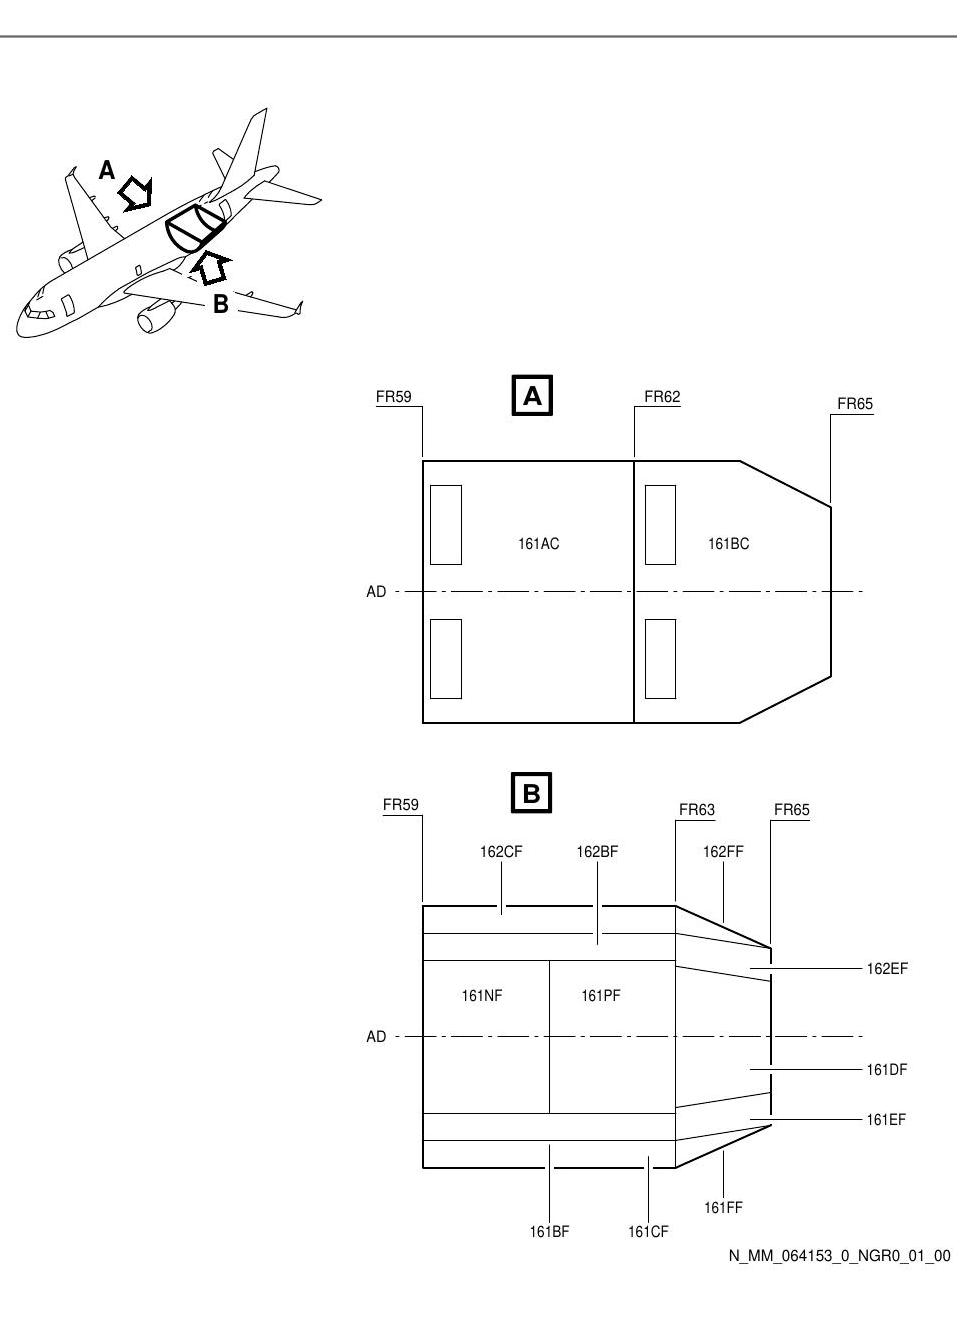 A
B
A
FR59
FR62
FR65
161AC
161BC
AD
B
FR59
FR63
FR65
162CF
162BF
162FF
162EF
161NF
161PF
AD
161DF
161EF
161FF
161BF
161CF
N_MM_064153_0_NGR0_01_00